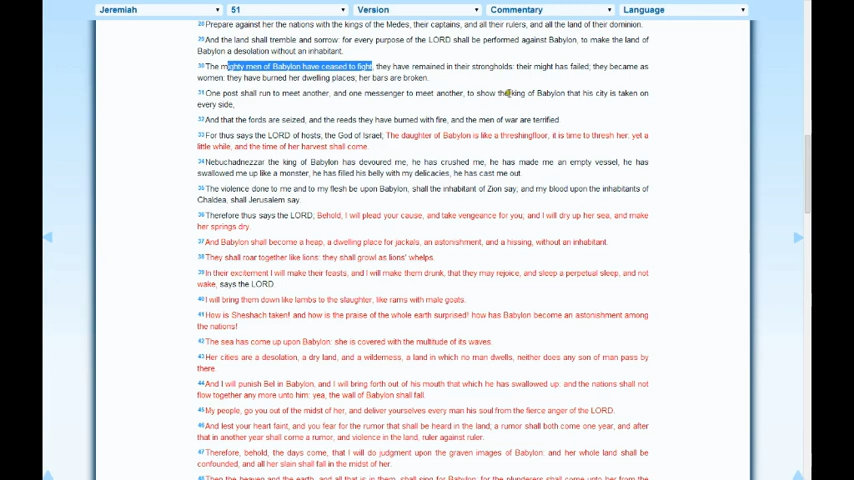 Jeremiah 51 Version Commentary Language
28 Prepare against her the nations with the kings of the Medes, their captains, and all their rulers, and all the land of their dominion.
29 And the land shall tremble and sorrow: for every purpose of the LORD shall be performed against Babylon, to make the land of
Babylon a desolation without an inhabitant.
30 The mighty men of Babylon have ceased to fight, they have remained in their strongholds: their might has failed; they became as
women: they have burned her dwelling places; her bars are broken.
31 One post shall run to meet another, and one messenger to meet another, to show the king of Babylon that his city is taken on
every side,
32 And that the fords are seized, and the reeds they have burned with fire, and the men of war are terrified.
33 For thus says the LORD of hosts, the God of Israel; The daughter of Babylon is like a threshingfloor, it is time to thresh her: yet a
little while, and the time of her harvest shall come.
34 Nebuchadnezzar the king of Babylon has devoured me, he has crushed me, he has made me an empty vessel, he has
swallowed me up like a monster, he has filled his belly with my delicacies, he has cast me out.
35 The violence done to me and to my flesh be upon Babylon, shall the inhabitant of Zion say; and my blood upon the inhabitants of
Chaldea, shall Jerusalem say.
36 Therefore thus says the LORD; Behold, I will plead your cause, and take vengeance for you; and I will dry up her sea, and make
her springs dry.
37 And Babylon shall become a heap, a dwelling place for jackals, an astonishment, and a hissing, without an inhabitant.
38 They shall roar together like lions: they shall growl as lions' whelps.
39 In their excitement I will make their feasts, and I will make them drunk, that they may rejoice, and sleep a perpetual sleep, and not
wake, says the LORD.
40 I will bring them down like lambs to the slaughter, like rams with male goats.
41 How is Sheshach taken! and how is the praise of the whole earth surprised! how has Babylon become an astonishment among
the nations!
42 The sea has come up upon Babylon: she is covered with the multitude of its waves.
43 Her cities are a desolation, a dry land, and a wilderness, a land in which no man dwells, neither does any son of man pass by
there.
44 And I will punish Bel in Babylon, and I will bring forth out of his mouth that which he has swallowed up: and the nations shall not
flow together any more unto him: yea, the wall of Babylon shall fall.
45 My people, go you out of the midst of her, and deliver yourselves every man his soul from the fierce anger of the LORD.
46 And lest your heart faint, and you fear for the rumor that shall be heard in the land; a rumor shall both come one year, and after
that in another year shall come a rumor, and violence in the land, ruler against ruler.
47 Therefore, behold, the days come, that I will do judgment upon the graven images of Babylon: and her whole land shall be
confounded, and all her slain shall fall in the midst of her.
48 Then the heaven and the earth, and all that is in them, shall sing for Babylon: for the plunderers shall come unto her from the